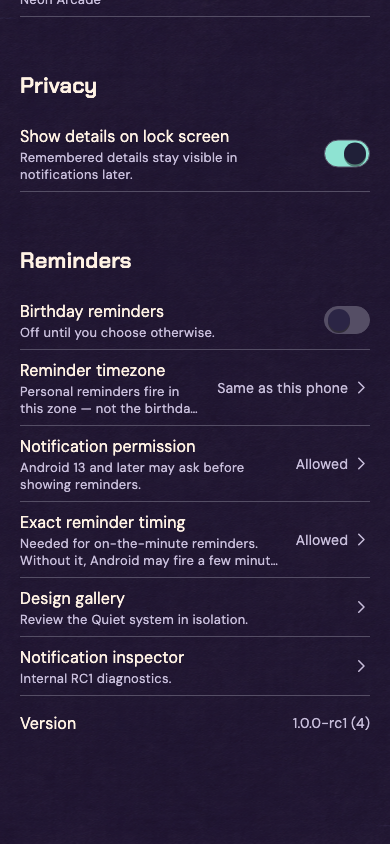 Neon Arcade
Privacy
Show details on lock screen
Remembered details stay visible in
notifications later.
Reminders
Birthday reminders
Off until you choose otherwise.
Reminder timezone
Personal reminders fire in
this zone — not the birthda…
Same as this phone
Notification permission
Android 13 and later may ask before
showing reminders.
Allowed
Exact reminder timing
Needed for on-the-minute reminders.
Without it, Android may fire a few minut…
Allowed
Design gallery
Review the Quiet system in isolation.
Notification inspector
Internal RC1 diagnostics.
Version
1.0.0-rc1 (4)